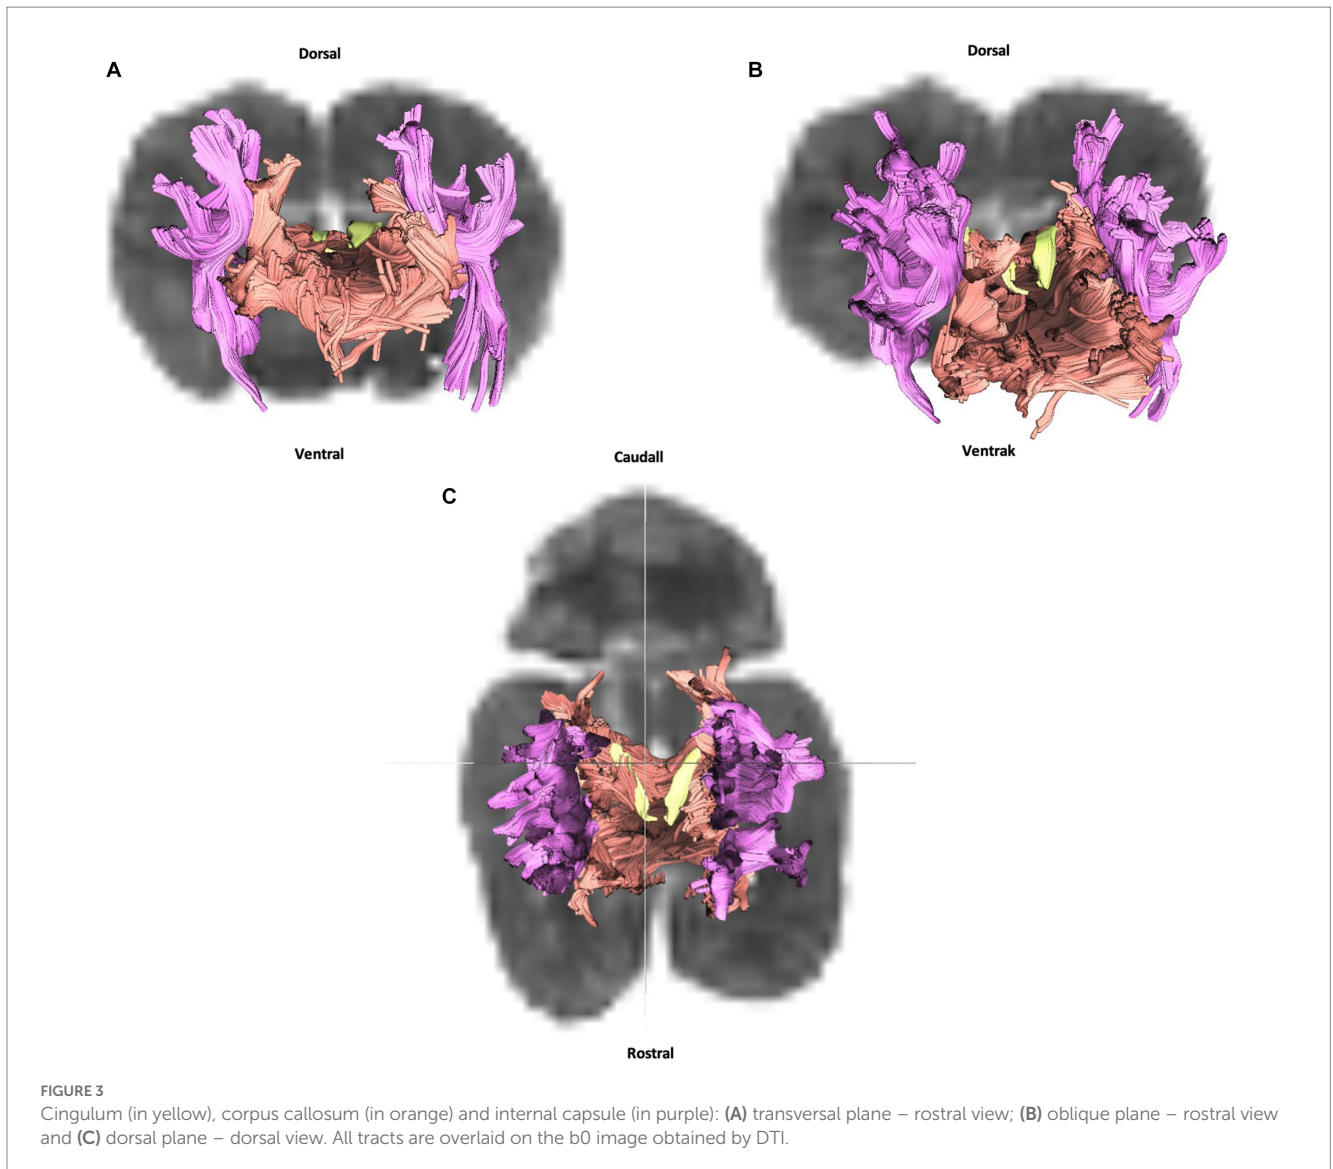 Dorsal
A
Ventral
Dorsal
B
Ventrak
Caudall
C
Rostral
FIGURE 3
Cingulum (in yellow), corpus callosum (in orange) and internal capsule (in purple): (A) transversal plane – rostral view; (B) oblique plane – rostral view
and (C) dorsal plane – dorsal view. All tracts are overlaid on the b0 image obtained by DTI.